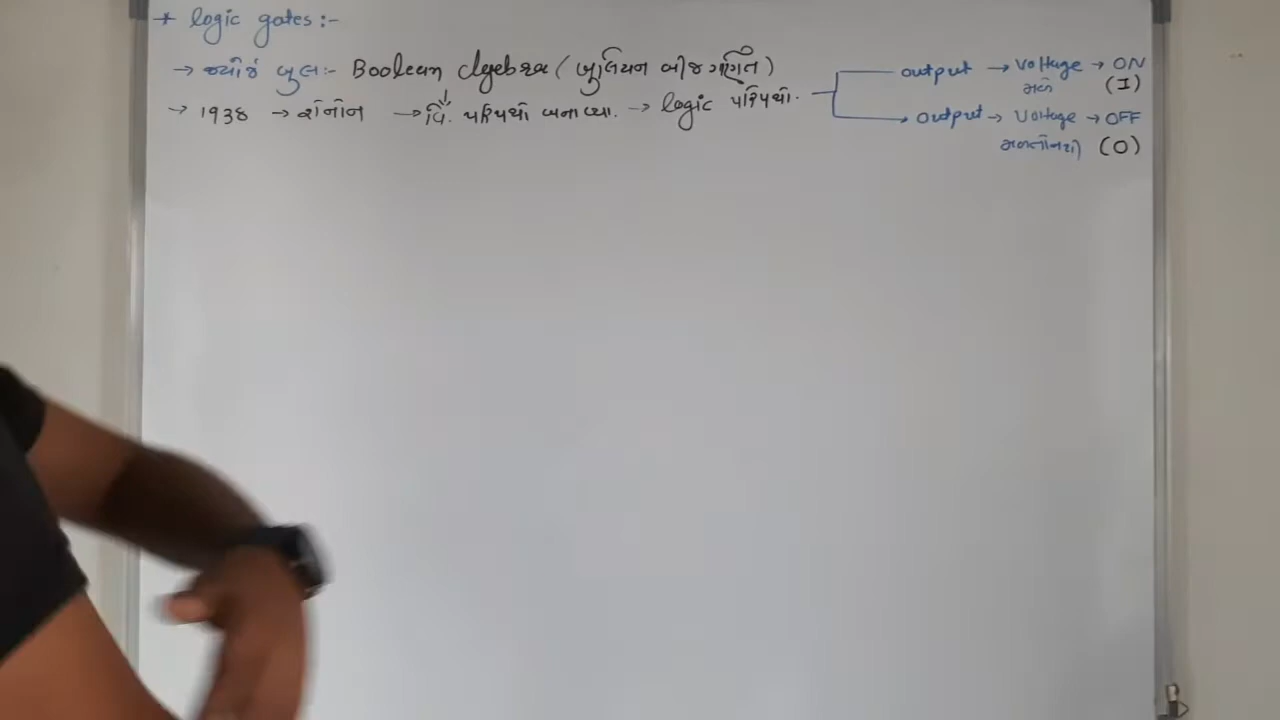 * logic gates :-
→ જ્યોર્જ બુલ :- Boolean algebra ( બુલિયન બીજ ગણિત )
→ 1938 → શેનોન → વિ. પરિપથો બનાવ્યા. → logic પરિપથો.
output → voltage → ON
મળે (1)
output → voltage → OFF
મળતો નથી (0)